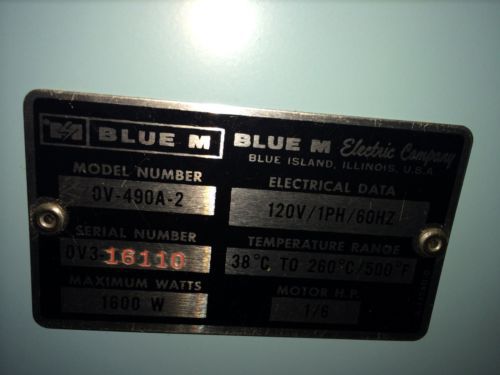 BLUE M BLUE M Electric Company
BLUE ISLAND, ILLINOIS, U.S.A
MODEL NUMBER
OV-490A-2
ELECTRICAL DATA
120V/1PH/60HZ
SERIAL NUMBER
OV3-16110
TEMPERATURE RANGE
38°C TO 260°C/500°F
MAXIMUM WATTS
1600 W
MOTOR H.P.
1/6